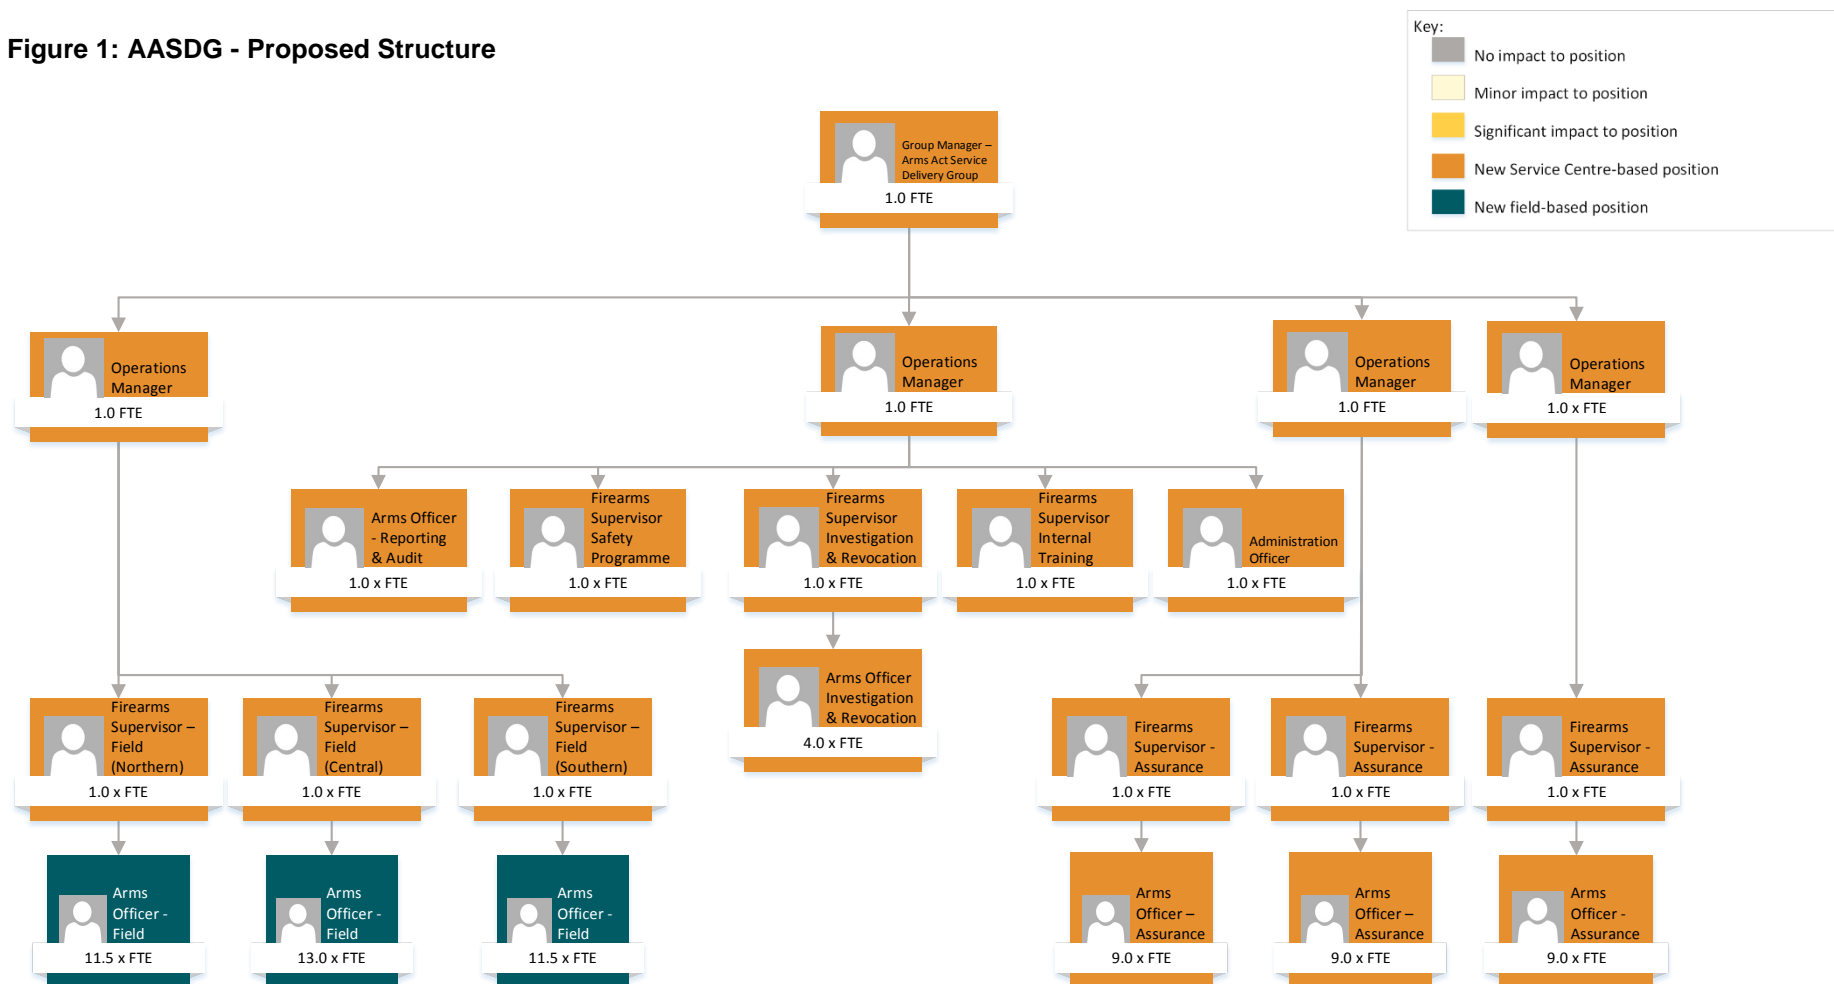 Figure 1: AASDG - Proposed Structure
Key:
No impact to position
Minor impact to position
Significant impact to position
New Service Centre-based position
New field-based position
Group Manager –
Arms Act Service
Delivery Group
1.0 FTE
Operations
Manager
1.0 FTE
Operations
Manager
1.0 FTE
Operations
Manager
1.0 FTE
Operations
Manager
1.0 x FTE
Arms Officer
- Reporting
& Audit
1.0 x FTE
Firearms
Supervisor
Safety
Programme
1.0 x FTE
Firearms
Supervisor
Investigation
& Revocation
1.0 x FTE
Firearms
Supervisor
Internal
Training
1.0 x FTE
Administration
Officer
1.0 x FTE
Arms Officer
Investigation
& Revocation
4.0 x FTE
Firearms
Supervisor –
Field
(Northern)
1.0 x FTE
Firearms
Supervisor –
Field
(Central)
1.0 x FTE
Firearms
Supervisor –
Field
(Southern)
1.0 x FTE
Firearms
Supervisor -
Assurance
1.0 x FTE
Firearms
Supervisor -
Assurance
1.0 x FTE
Firearms
Supervisor -
Assurance
1.0 x FTE
Arms
Officer -
Field
11.5 x FTE
Arms
Officer -
Field
13.0 x FTE
Arms
Officer -
Field
11.5 x FTE
Arms
Officer –
Assurance
9.0 x FTE
Arms
Officer –
Assurance
9.0 x FTE
Arms
Officer -
Assurance
9.0 x FTE